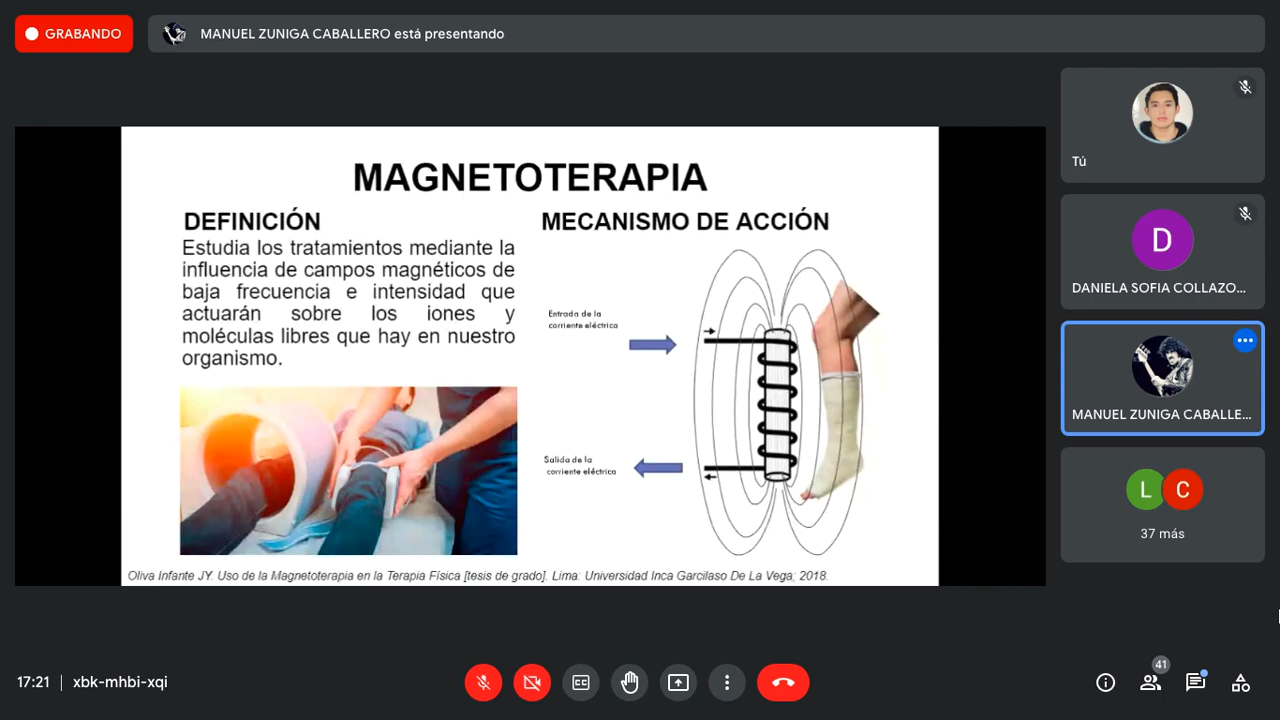 GRABANDO
MANUEL ZUNIGA CABALLERO está presentando
MAGNETOTERAPIA
DEFINICIÓN
Estudia los tratamientos mediante la
influencia de campos magnéticos de
baja frecuencia e intensidad que
actuarán sobre los iones y
moléculas libres que hay en nuestro
organismo.
MECANISMO DE ACCIÓN
Entrada de la
corriente eléctrica
Salida de la
corriente eléctrica
Oliva Infante JY. Uso de la Magnetoterapia en la Terapia Física [tesis de grado]. Lima: Universidad Inca Garcilaso De La Vega; 2018.
Tú
D
DANIELA SOFIA COLLAZO...
MANUEL ZUNIGA CABALLE...
L C
37 más
17:21 | xbk-mhbi-xqi
CC
41